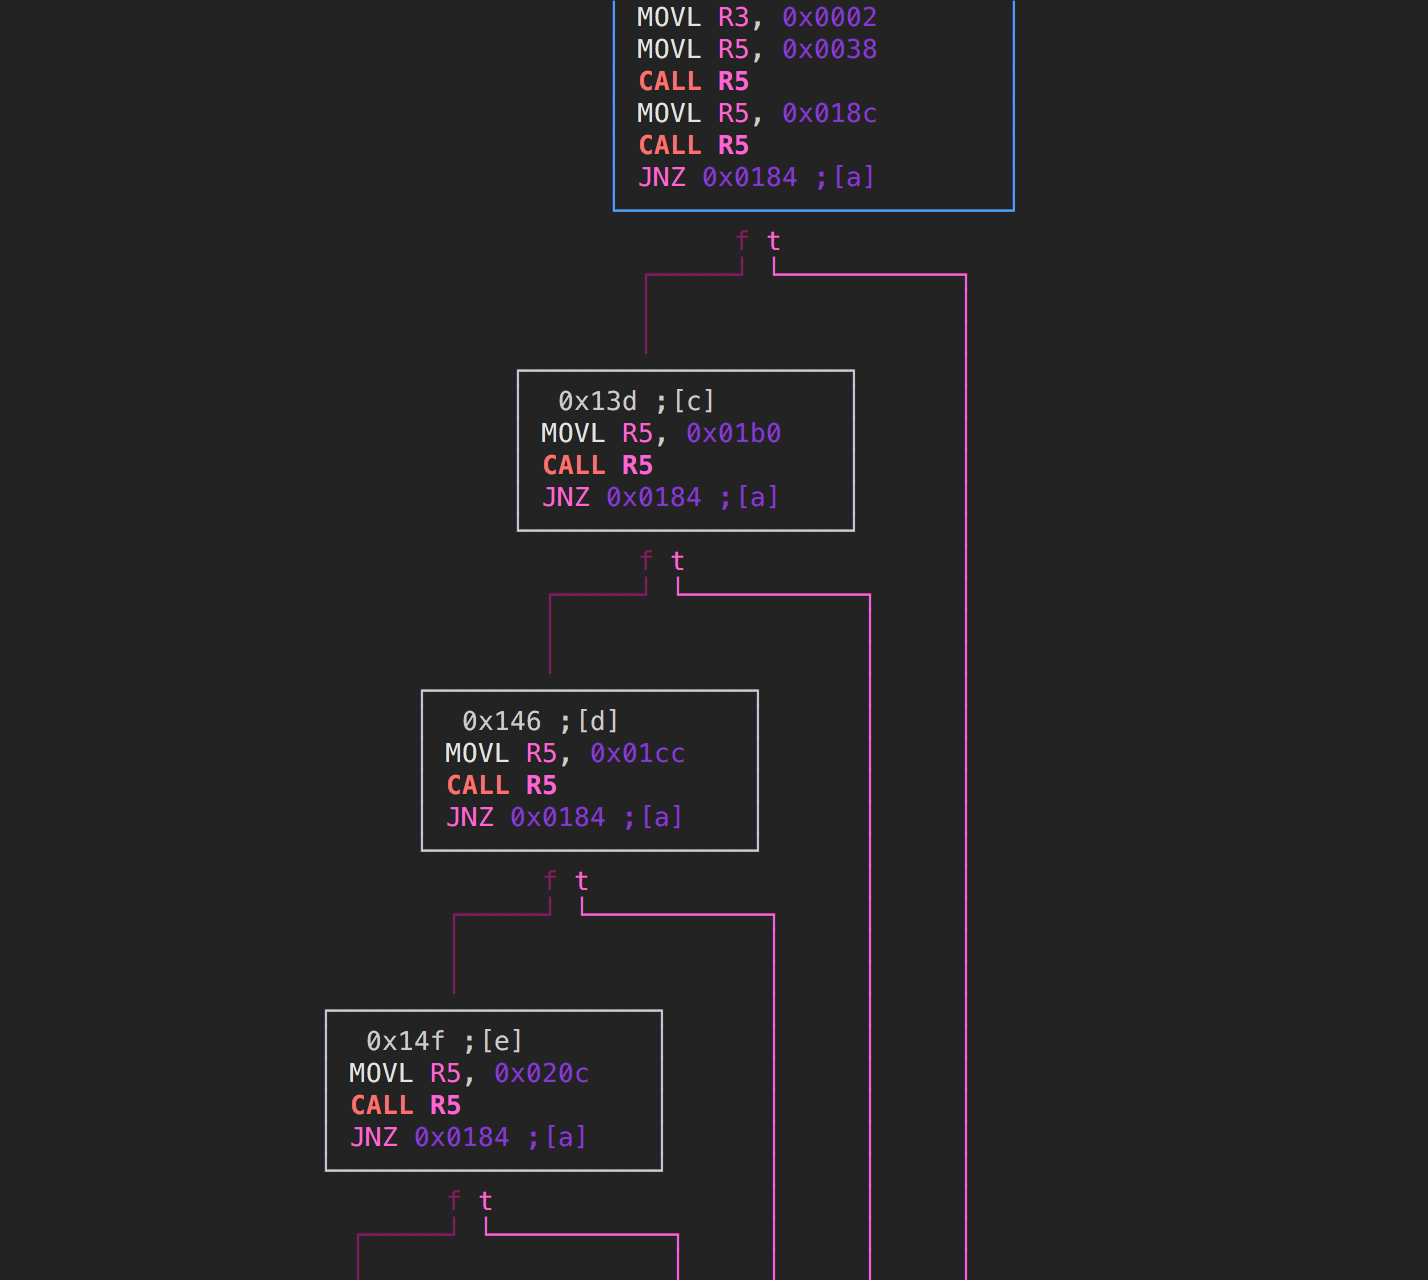 MOVL R3, 0x0002
MOVL R5, 0x0038
CALL R5
MOVL R5, 0x018c
CALL R5
JNZ 0x0184 ;[a]
f t
0x13d ;[c]
MOVL R5, 0x01b0
CALL R5
JNZ 0x0184 ;[a]
f t
0x146 ;[d]
MOVL R5, 0x01cc
CALL R5
JNZ 0x0184 ;[a]
f t
0x14f ;[e]
MOVL R5, 0x020c
CALL R5
JNZ 0x0184 ;[a]
f t